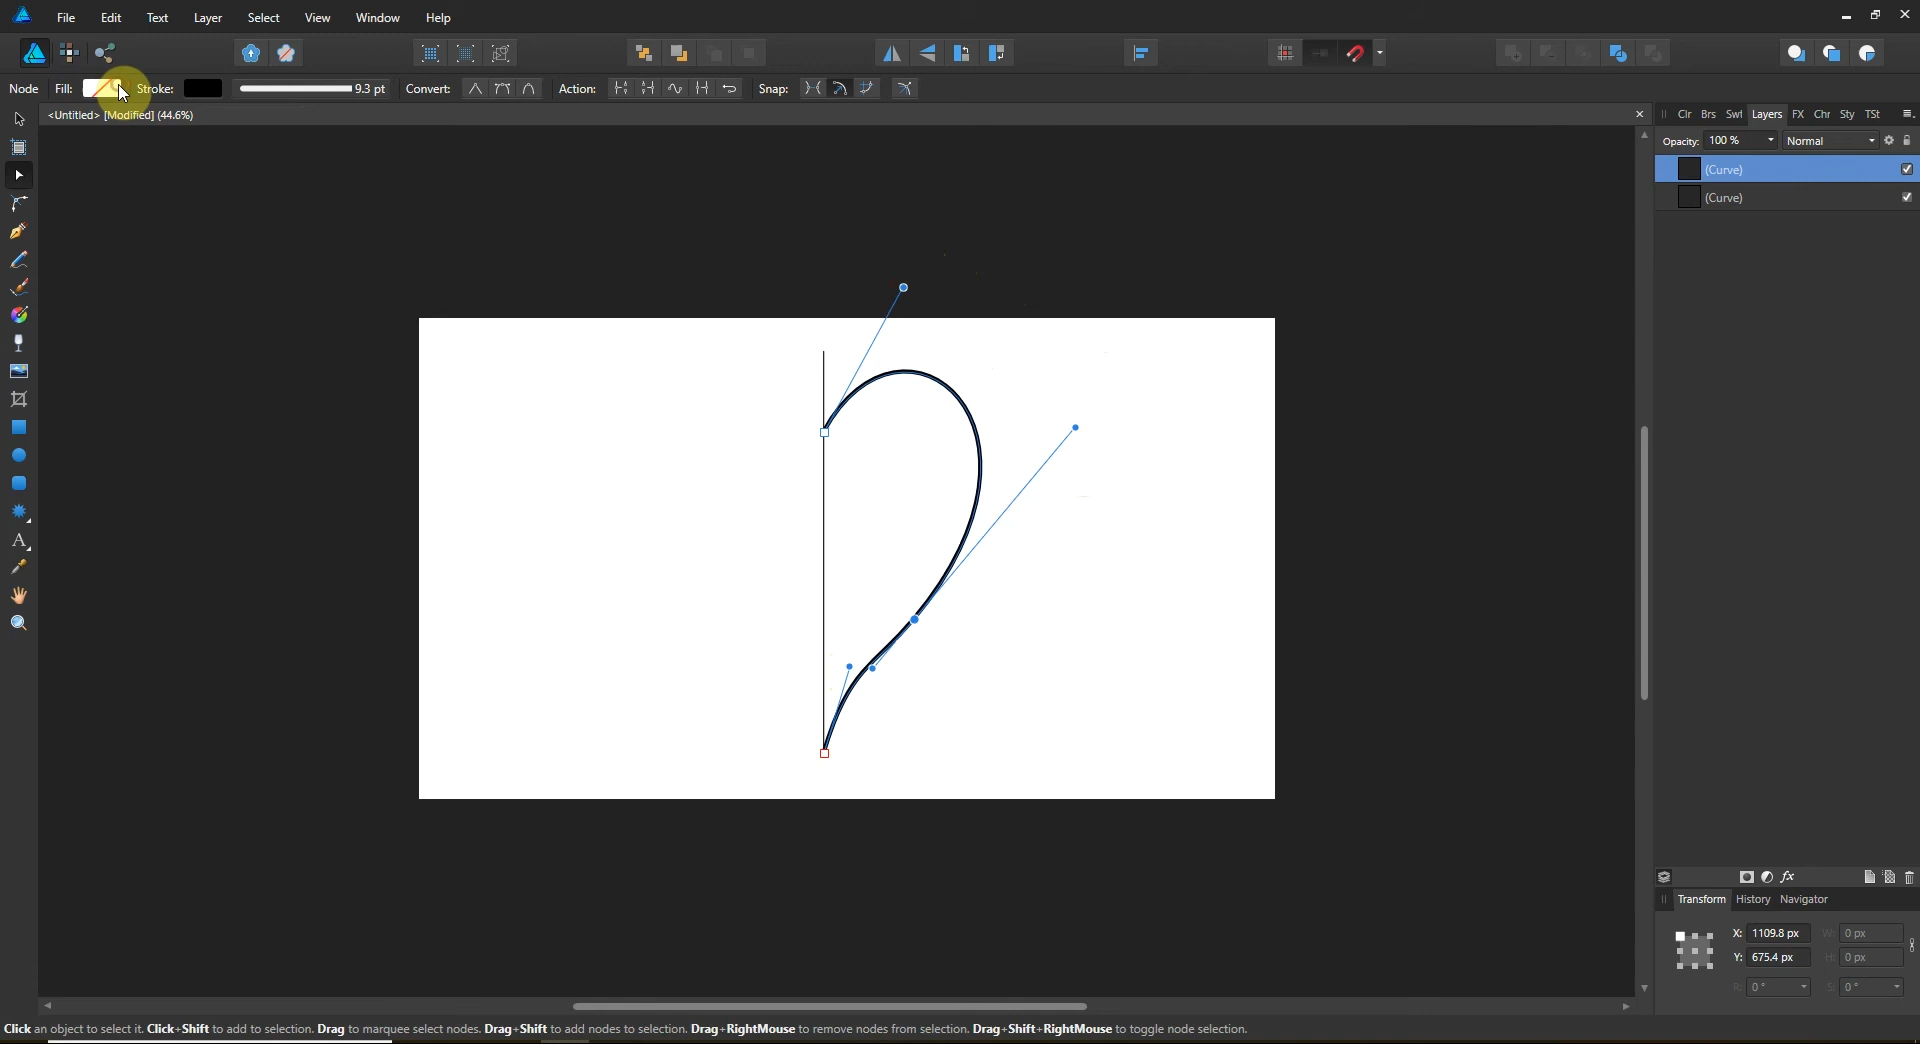 File Edit Text Layer Select View Window Help
Node Fill: Stroke: 9.3 pt Convert: Action: Snap:
<Untitled> [Modified] (44.6%)
Clr Brs Swt Layers FX Chr Sty TSt
Opacity: 100 % Normal
(Curve)
(Curve)
Transform History Navigator
X: 1109.8 px W: 0 px
Y: 675.4 px H: 0 px
R: 0 ° S: 0 °
Click an object to select it. Click+Shift to add to selection. Drag to marquee select nodes. Drag+Shift to add nodes to selection. Drag+RightMouse to remove nodes from selection. Drag+Shift+RightMouse to toggle node selection.